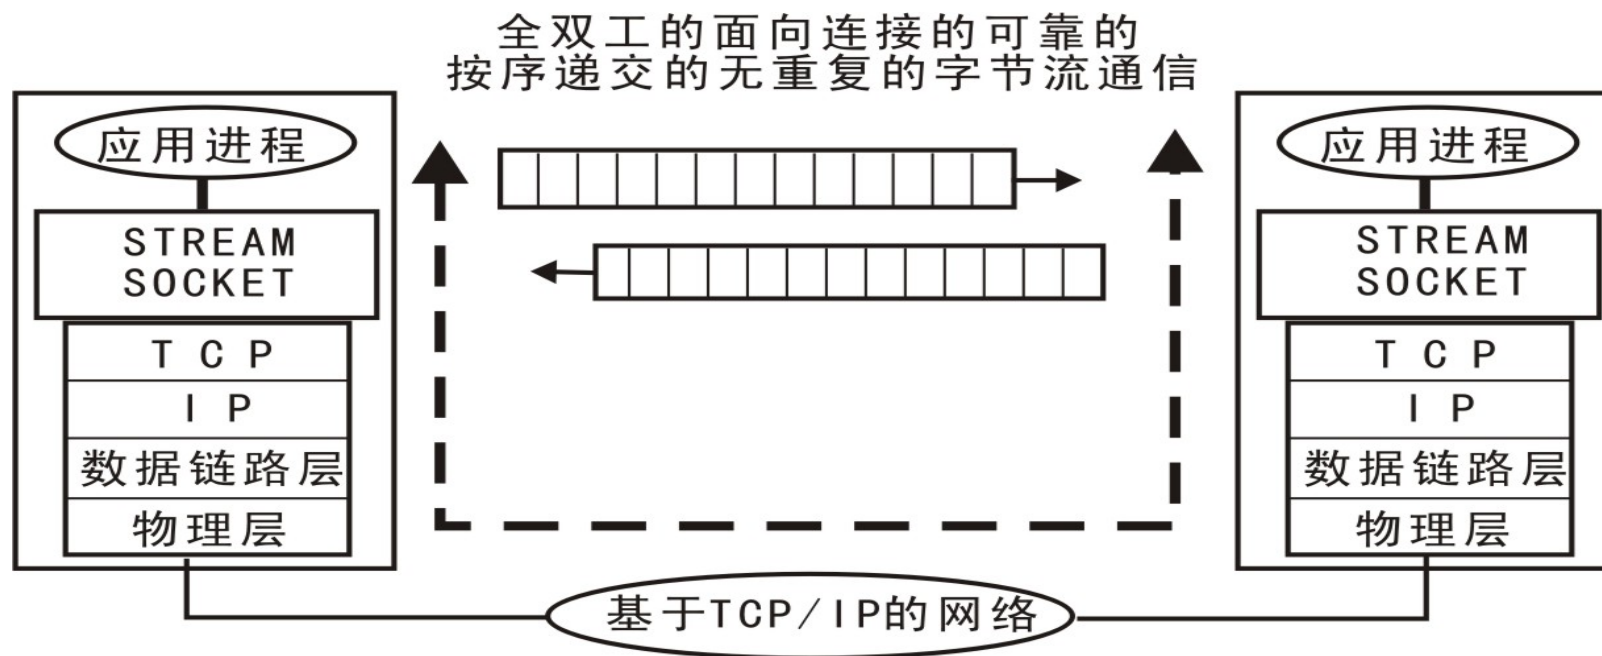 全双工的面向连接的可靠的
按序递交的无重复的字节流通信
应用进程
STREAM
SOCKET
TCP
IP
数据链路层
物理层
应用进程
STREAM
SOCKET
TCP
IP
数据链路层
物理层
基于TCP/IP的网络